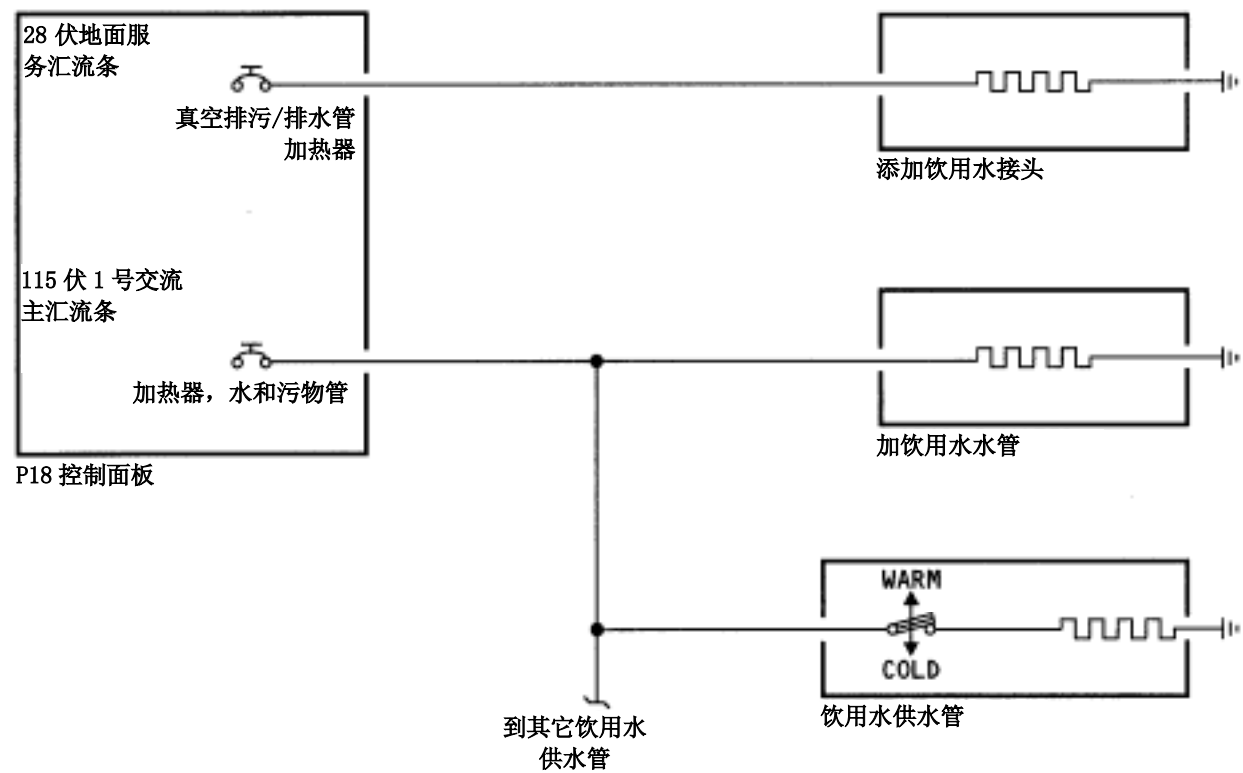 28 伏地面服
务汇流条
真空排污/排水管
加热器
添加饮用水接头
115 伏 1 号交流
主汇流条
加热器，水和污物管
加饮用水水管
P18 控制面板
WARM
COLD
饮用水供水管
到其它饮用水
供水管